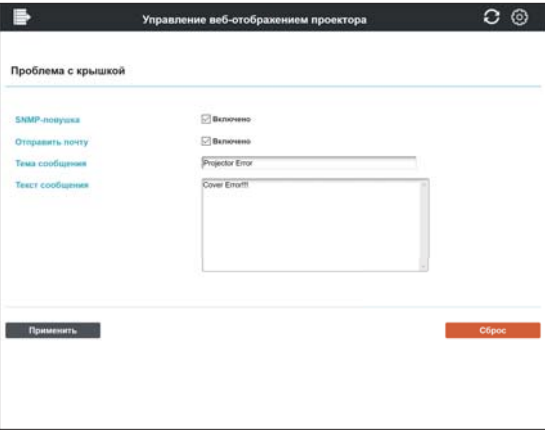 Управление веб-отображением проектора
Проблема с крышкой
SNMP-ловушка
Включено
Отправить почту
Включено
Тема сообщения
Projector Error
Текст сообщения
Cover Error!!!
Применить
Сброс